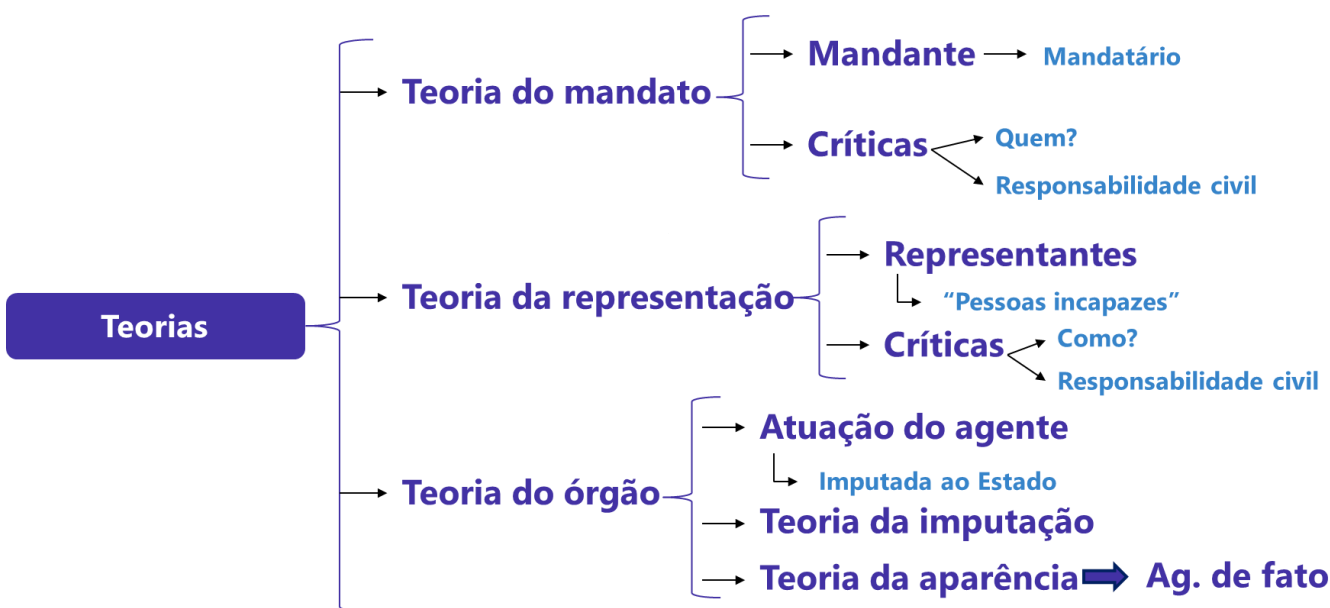 Teorias
Teoria do mandato
Mandante
Mandatário
Críticas
Quem?
Responsabilidade civil
Teoria da representação
Representantes
“Pessoas incapazes”
Críticas
Como?
Responsabilidade civil
Teoria do órgão
Atuação do agente
Imputada ao Estado
Teoria da imputação
Teoria da aparência
Ag. de fato